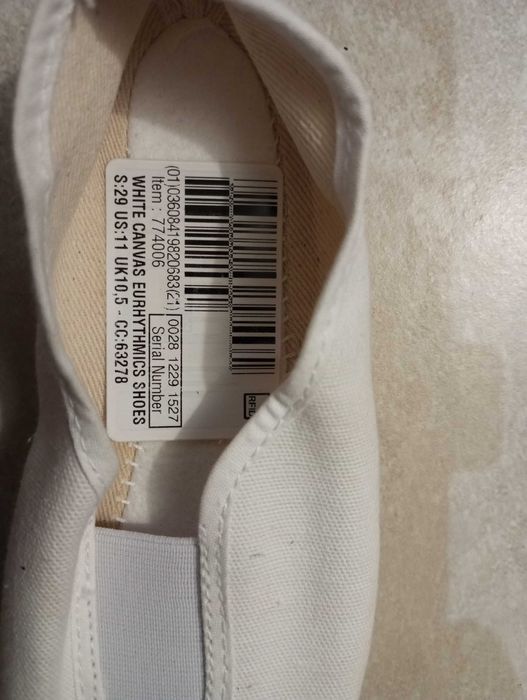 (01)03608419820683(21)
0028 1229 1527
Item : 774006
Serial Number
WHITE CANVAS EURHYTHMICS SHOES
S:29 US:11 UK10,5 - CC:63278
RFID